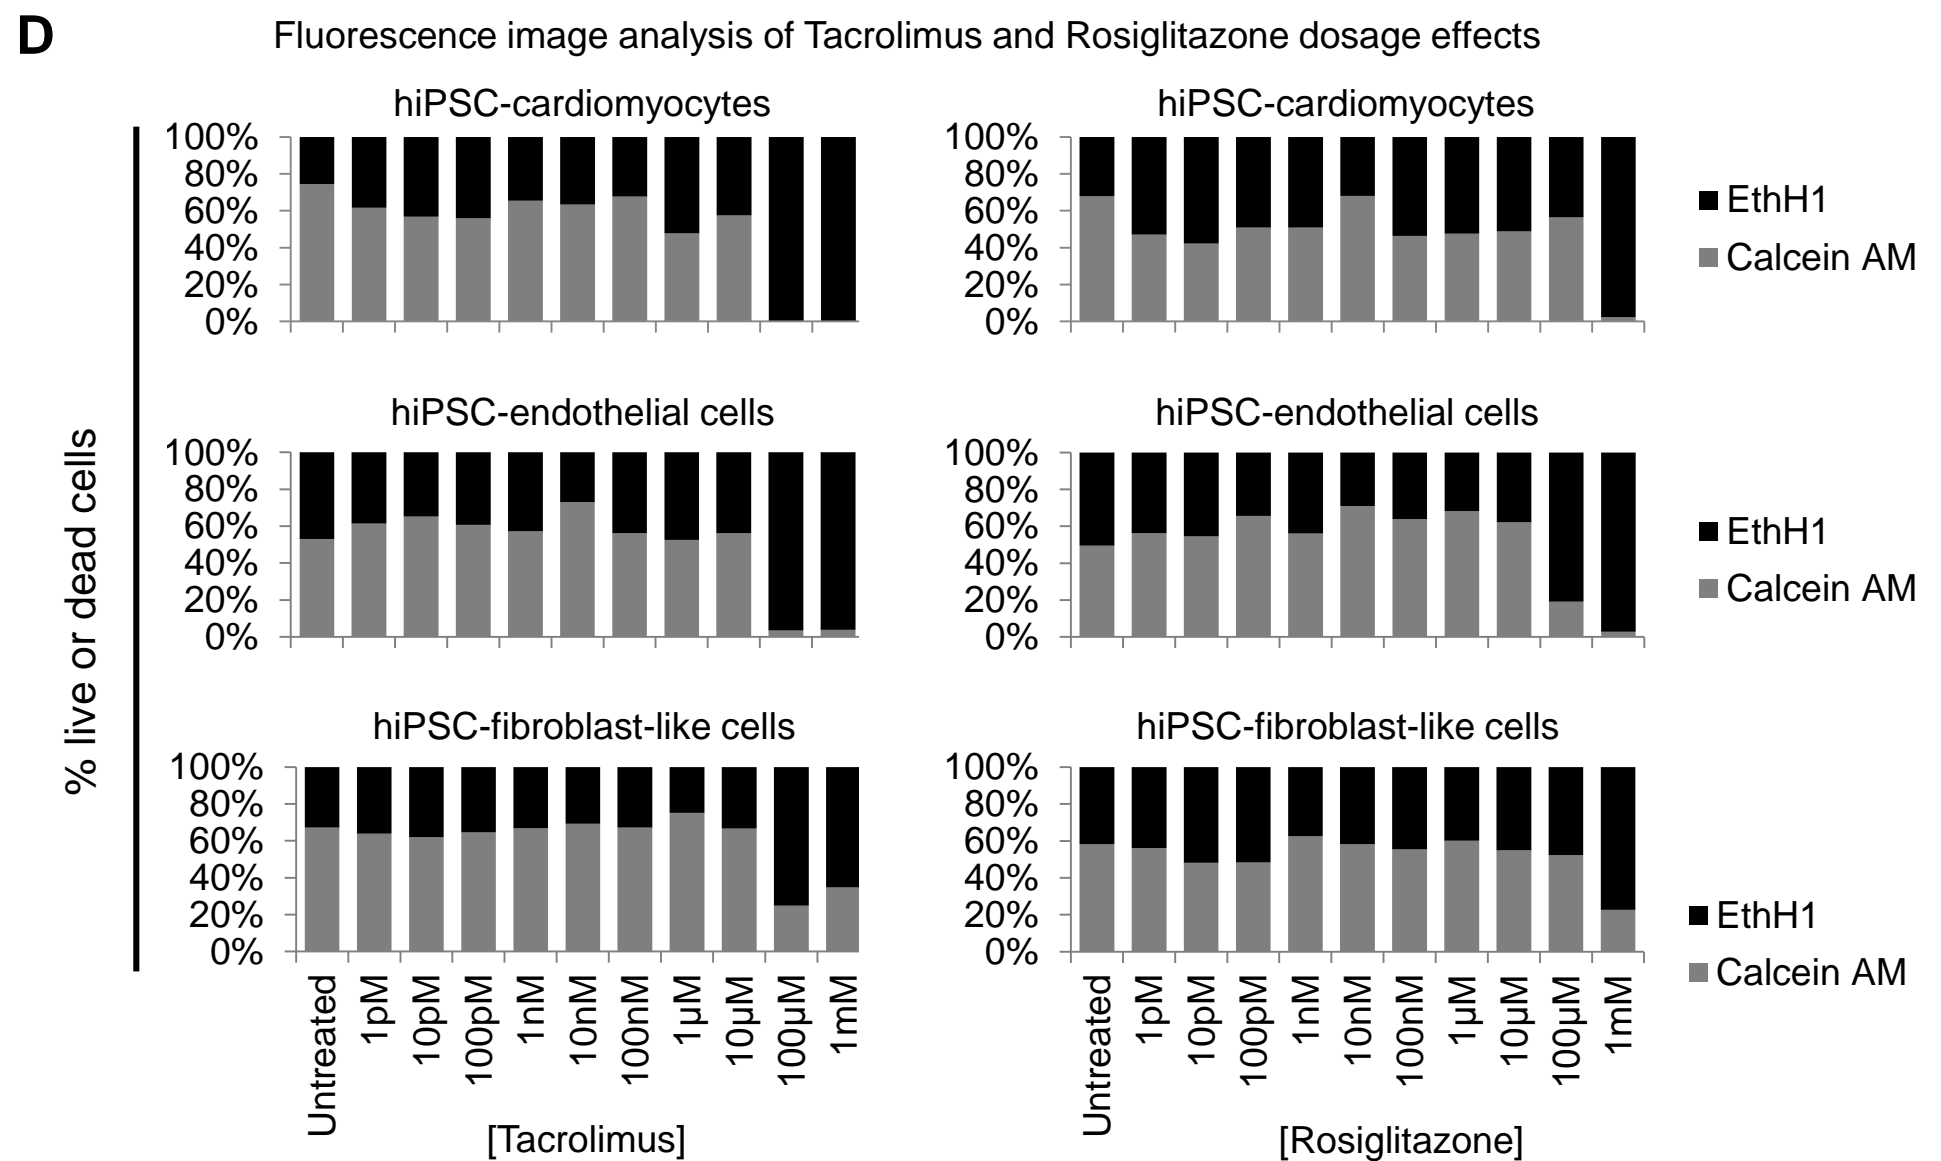 D
Fluorescence image analysis of Tacrolimus and Rosiglitazone dosage effects
% live or dead cells
hiPSC-cardiomyocytes
100%
80%
60%
40%
20%
0%
hiPSC-cardiomyocytes
100%
80%
60%
40%
20%
0%
EthH1
Calcein AM
hiPSC-endothelial cells
100%
80%
60%
40%
20%
0%
hiPSC-endothelial cells
100%
80%
60%
40%
20%
0%
EthH1
Calcein AM
hiPSC-fibroblast-like cells
100%
80%
60%
40%
20%
0%
Untreated
1pM
10pM
100pM
1nM
10nM
100nM
1µM
10µM
100µM
1mM
[Tacrolimus]
hiPSC-fibroblast-like cells
100%
80%
60%
40%
20%
0%
Untreated
1pM
10pM
100pM
1nM
10nM
100nM
1µM
10µM
100µM
1mM
[Rosiglitazone]
EthH1
Calcein AM